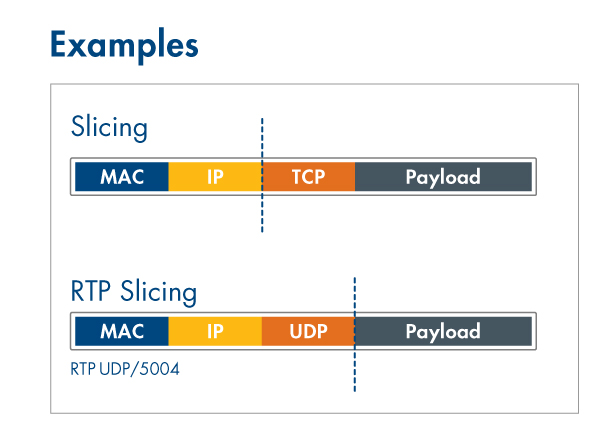 Examples
Slicing
MAC IP TCP Payload
RTP Slicing
MAC IP UDP Payload
RTP UDP/5004